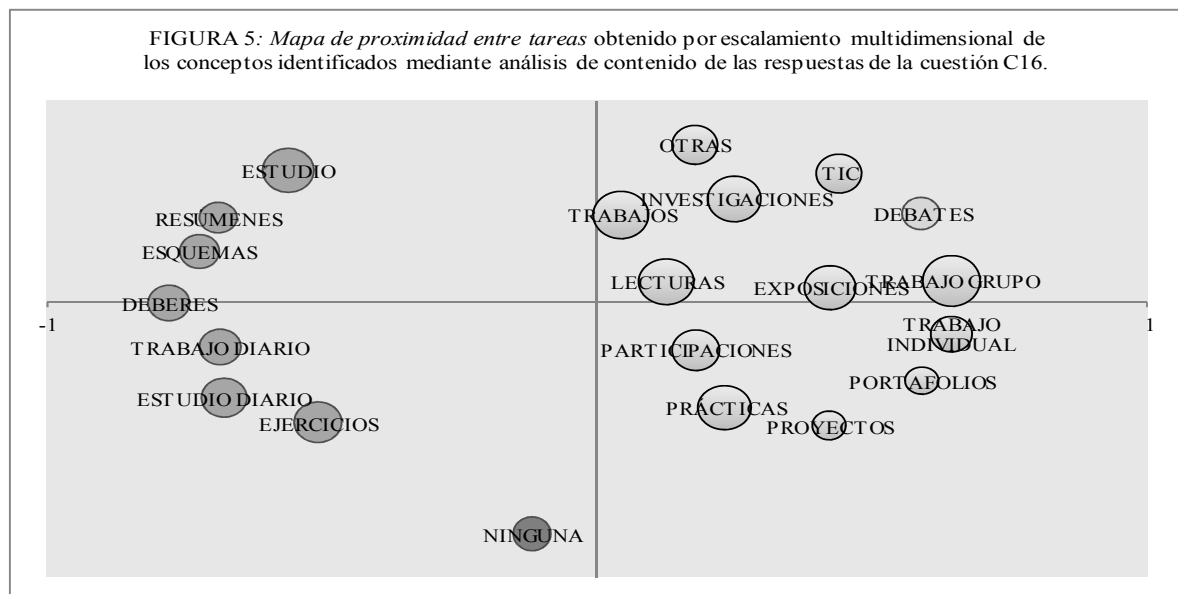 FIGURA 5: Mapa de proximidad entre tareas obtenido por escalamiento multidimensional de
los conceptos identificados mediante análisis de contenido de las respuestas de la cuestión C16.
OTRAS
ESTUDIO
TIC
INVESTIGACIONES
RESÚMENES
TRABAJOS
DEBATES
ESQUEMAS
LECTURAS
EXPOSICIONES
TRABAJO GRUPO
DEBERES
-1
1
TRABAJO
INDIVIDUAL
TRABAJO DIARIO
PARTICIPACIONES
PORTAFOLIOS
ESTUDIO DIARIO
PRÁCTICAS
EJERCICIOS
PROYECTOS
NINGUNA